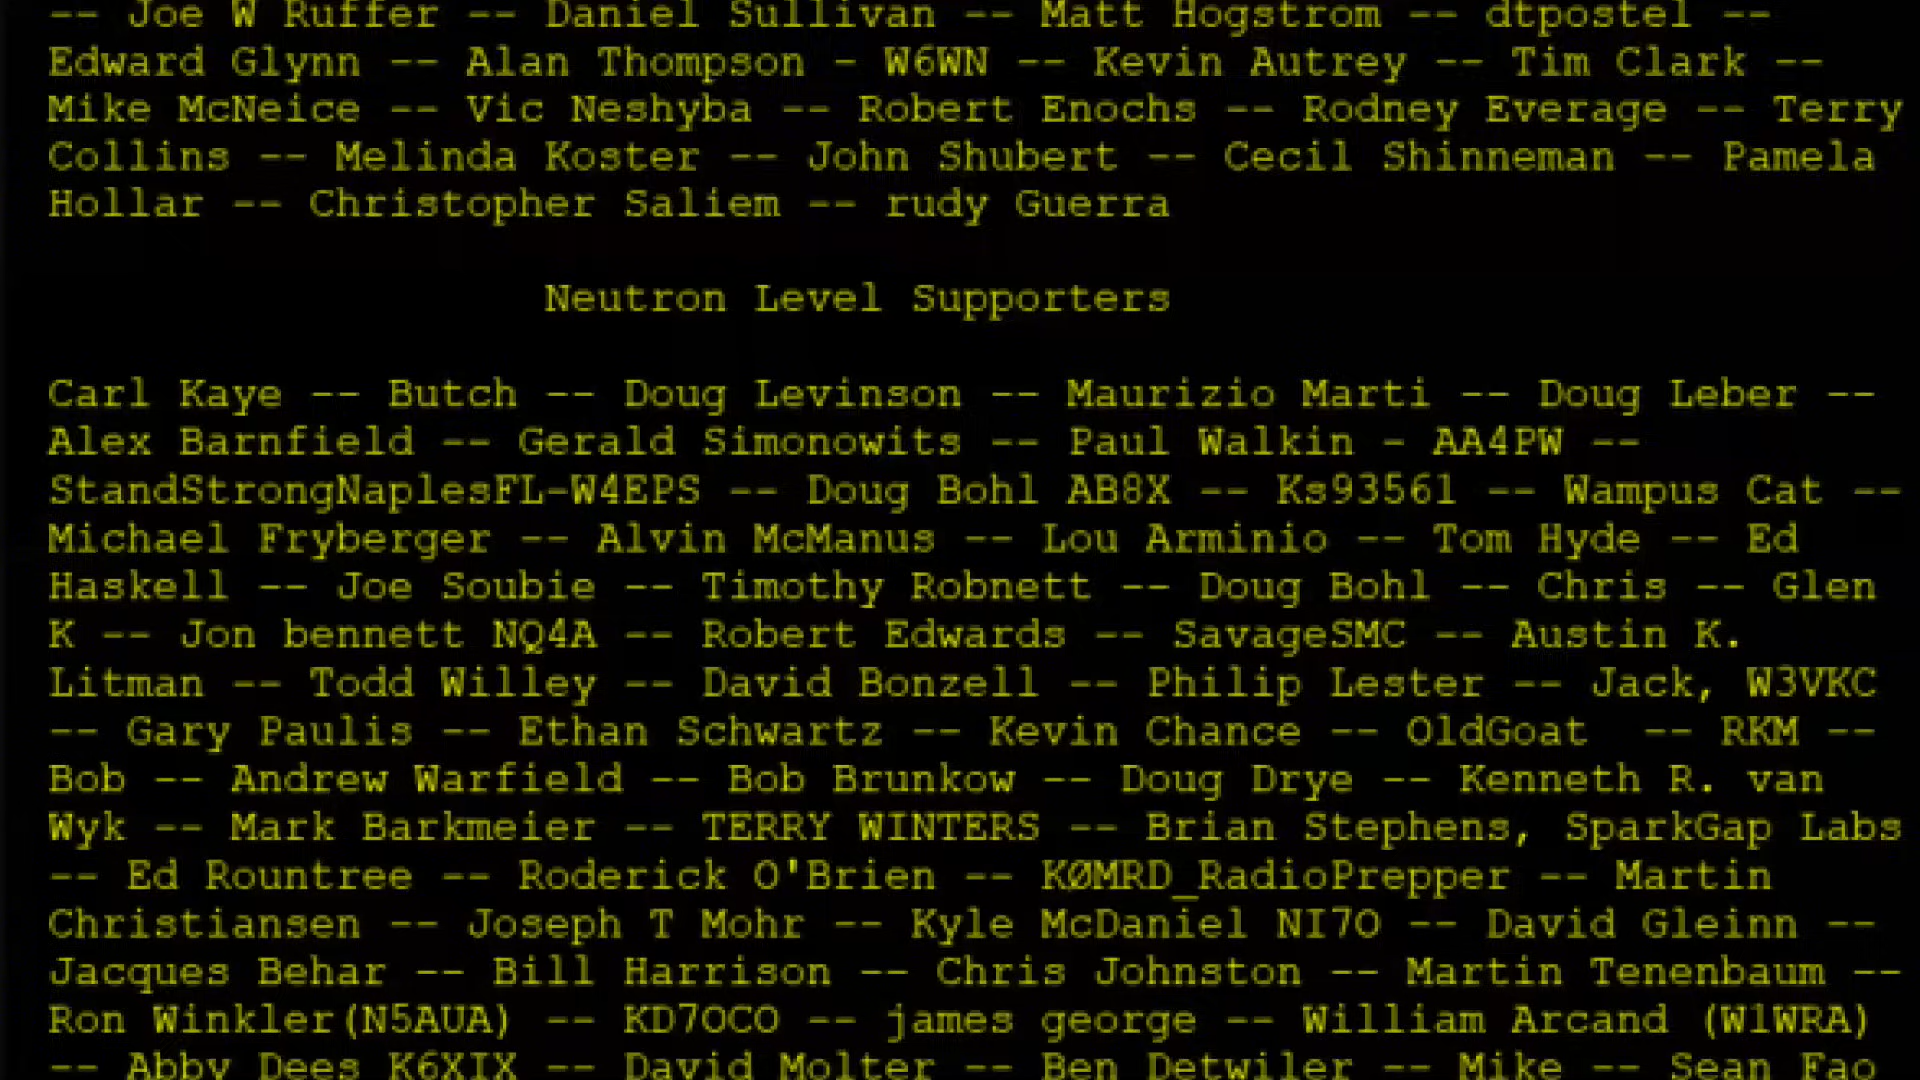 -- Joe W Ruffer -- Daniel Sullivan -- Matt Hogstrom -- dtpostel --
Edward Glynn -- Alan Thompson - W6WN -- Kevin Autrey -- Tim Clark --
Mike McNeice -- Vic Neshyba -- Robert Enochs -- Rodney Everage -- Terry
Collins -- Melinda Koster -- John Shubert -- Cecil Shinneman -- Pamela
Hollar -- Christopher Saliem -- rudy Guerra
Neutron Level Supporters
Carl Kaye -- Butch -- Doug Levinson -- Maurizio Marti -- Doug Leber --
Alex Barnfield -- Gerald Simonowits -- Paul Walkin - AA4PW --
StandStrongNaplesFL-W4EPS -- Doug Bohl AB8X -- Ks93561 -- Wampus Cat --
Michael Fryberger -- Alvin McManus -- Lou Arminio -- Tom Hyde -- Ed
Haskell -- Joe Soubie -- Timothy Robnett -- Doug Bohl -- Chris -- Glen
K -- Jon bennett NQ4A -- Robert Edwards -- SavageSMC -- Austin K.
Litman -- Todd Willey -- David Bonzell -- Philip Lester -- Jack, W3VKC
-- Gary Paulis -- Ethan Schwartz -- Kevin Chance -- OldGoat -- RKM --
Bob -- Andrew Warfield -- Bob Brunkow -- Doug Drye -- Kenneth R. van
Wyk -- Mark Barkmeier -- TERRY WINTERS -- Brian Stephens, SparkGap Labs
-- Ed Rountree -- Roderick O'Brien -- KØMRD_RadioPrepper -- Martin
Christiansen -- Joseph T Mohr -- Kyle McDaniel NI7O -- David Gleinn --
Jacques Behar -- Bill Harrison -- Chris Johnston -- Martin Tenenbaum --
Ron Winkler(N5AUA) -- KD7OCO -- james george -- William Arcand (W1WRA)
-- Abby Dees K6XIX -- David Molter -- Ben Detwiler -- Mike -- Sean Fao